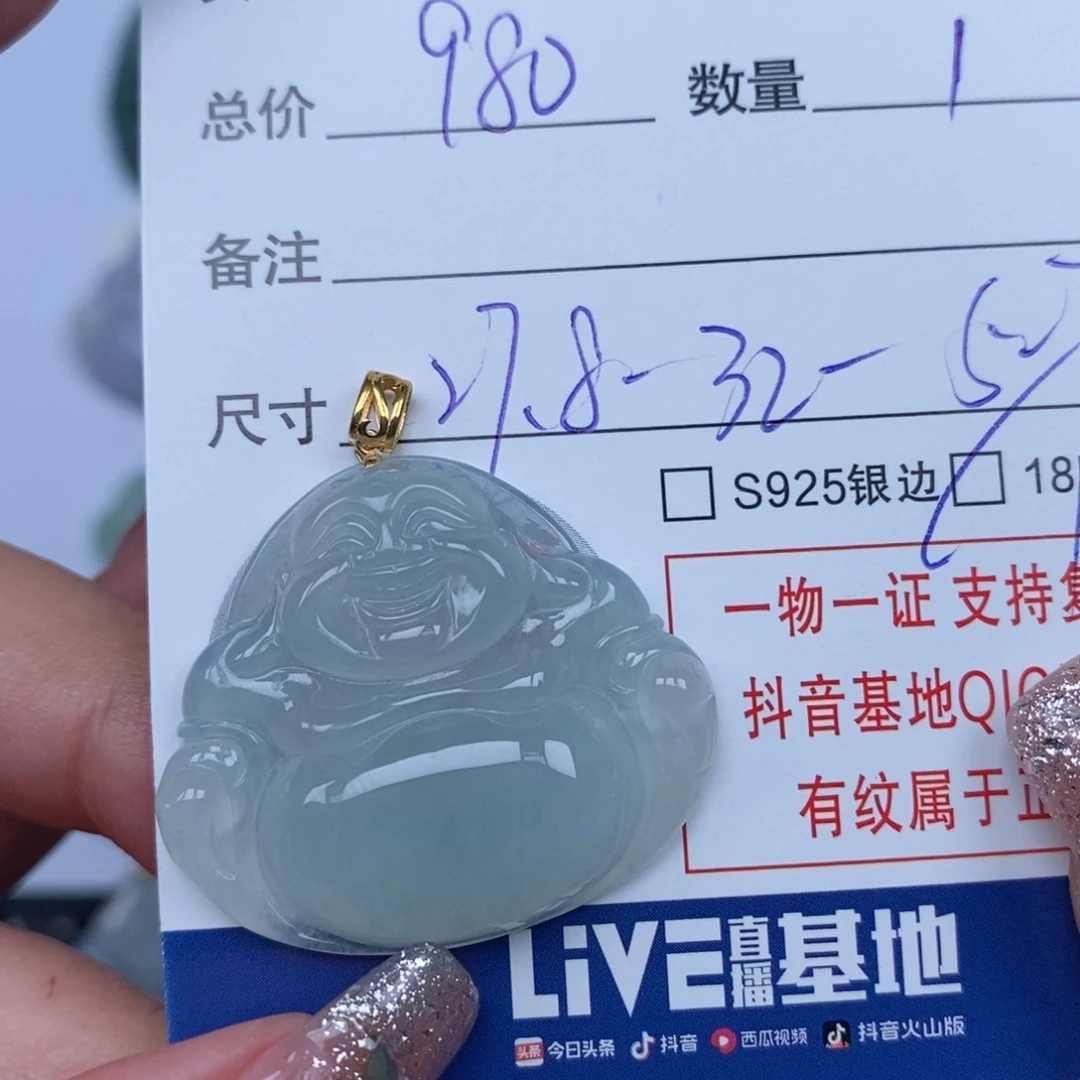 总价 980 数量 1
备注
尺寸 27.8-32-5
S925银边 18
一物一证 支持
抖音基地QI
有纹属于
LiVE直播基地
头条 今日头条 抖音 西瓜视频 抖音火山版